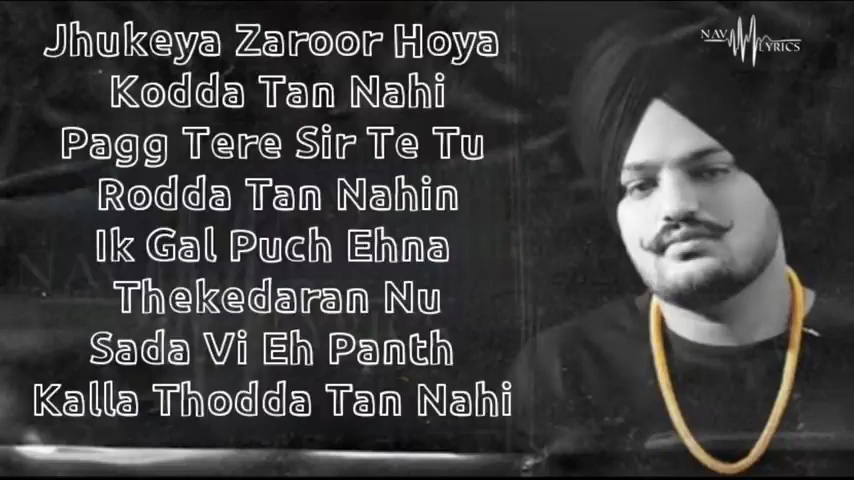 Jhukeya Zaroor Hoya
Kodda Tan Nahi
Pagg Tere Sir Te Tu
Rodda Tan Nahin
Ik Gal Puch Ehna
Thekedaran Nu
Sada Vi Eh Panth
Kalla Thodda Tan Nahi
NAV LYRICS